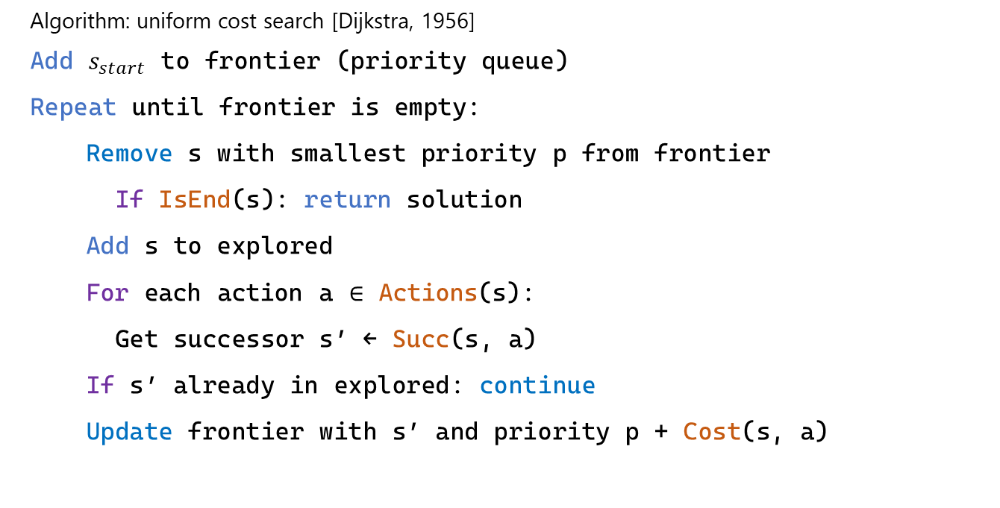 Algorithm: uniform cost search [Dijkstra, 1956]
Add s_start to frontier (priority queue)
Repeat until frontier is empty:
Remove s with smallest priority p from frontier
If IsEnd(s): return solution
Add s to explored
For each action a ∈ Actions(s):
Get successor s′ ← Succ(s, a)
If s′ already in explored: continue
Update frontier with s′ and priority p + Cost(s, a)